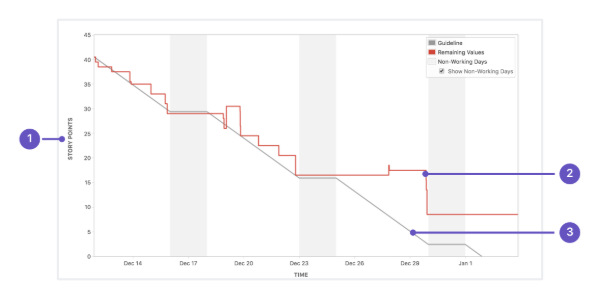 45
40
35
30
25
20
15
10
5
0
STORY POINTS
Guideline
Remaining Values
Non-Working Days
Show Non-Working Days
1
2
3
Dec 14 Dec 17 Dec 20 Dec 23 Dec 26 Dec 29 Jan 1
TIME